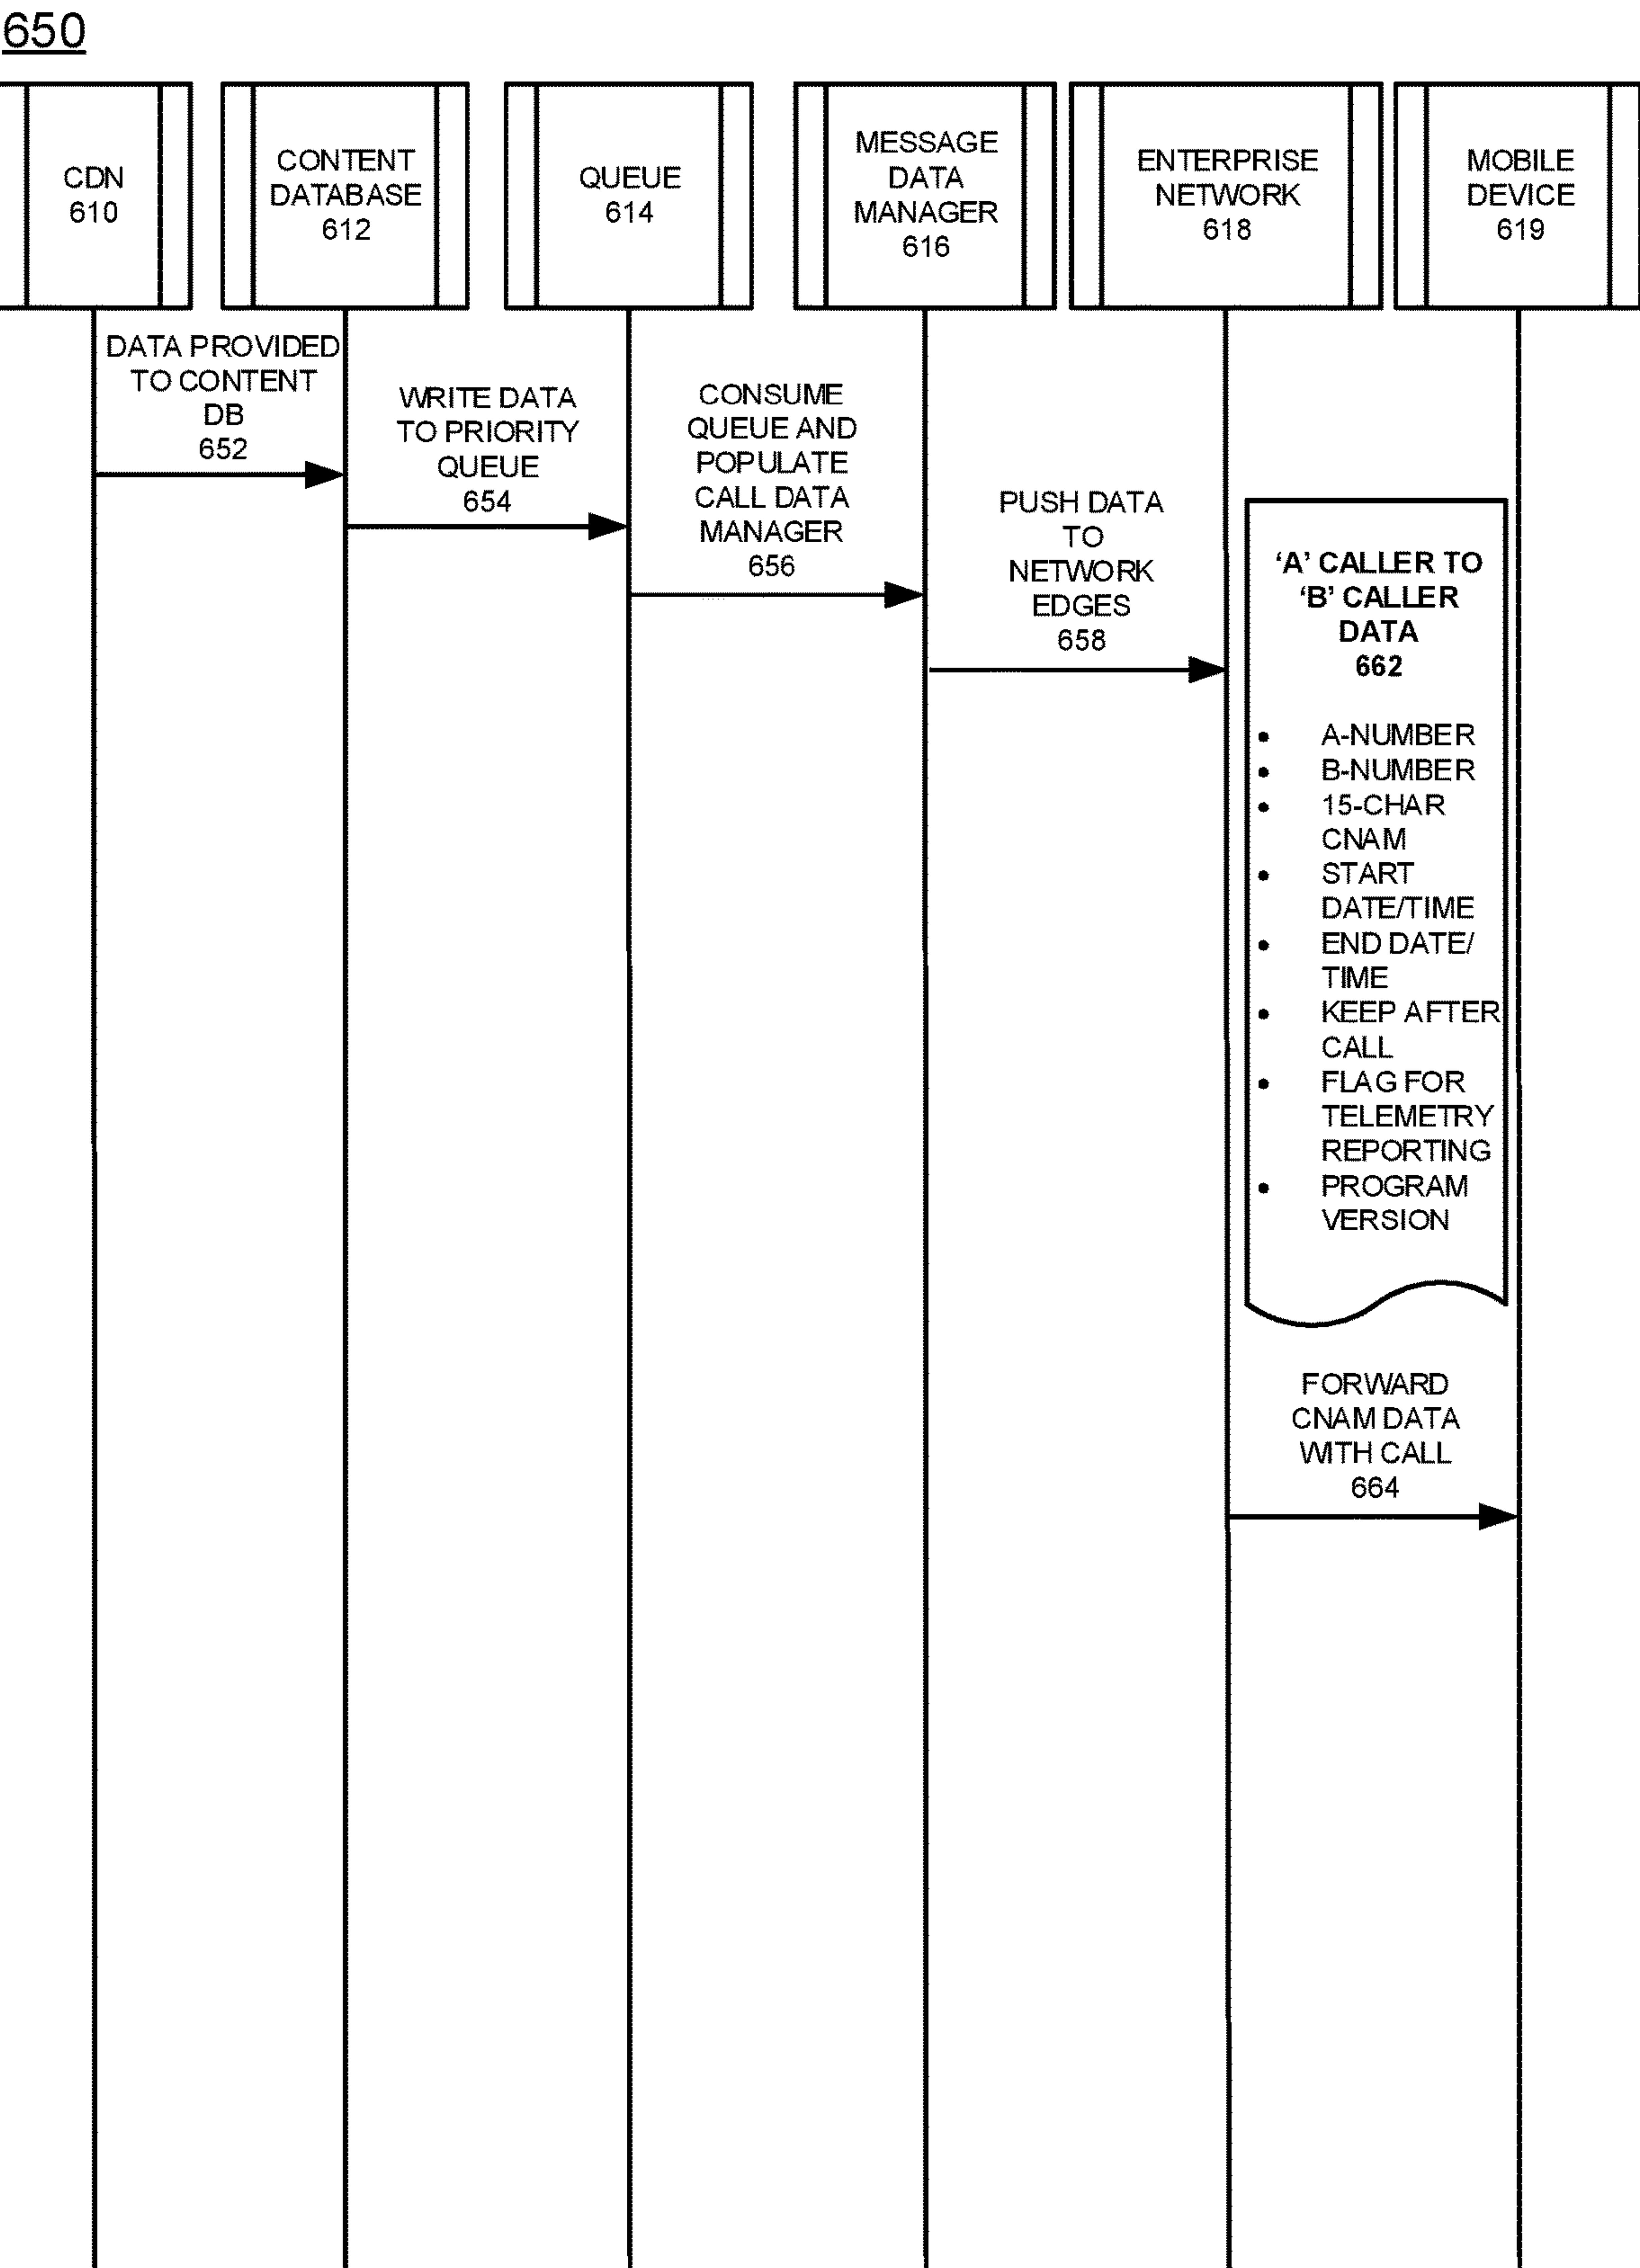 650
CDN
610
CONTENT
DATABASE
612
QUEUE
614
MESSAGE
DATA
MANAGER
616
ENTERPRISE
NETWORK
618
MOBILE
DEVICE
619
DATA PROVIDED
TO CONTENT
DB
652
WRITE DATA
TO PRIORITY
QUEUE
654
CONSUME
QUEUE AND
POPULATE
CALL DATA
MANAGER
656
PUSH DATA
TO
NETWORK
EDGES
658
‘A’ CALLER TO
‘B’ CALLER
DATA
662
• A-NUMBER
• B-NUMBER
• 15-CHAR
CNAM
• START
DATE/TIME
• END DATE/
TIME
• KEEP AFTER
CALL
• FLAG FOR
TELEMETRY
REPORTING
• PROGRAM
VERSION
FORWARD
CNAM DATA
WITH CALL
664